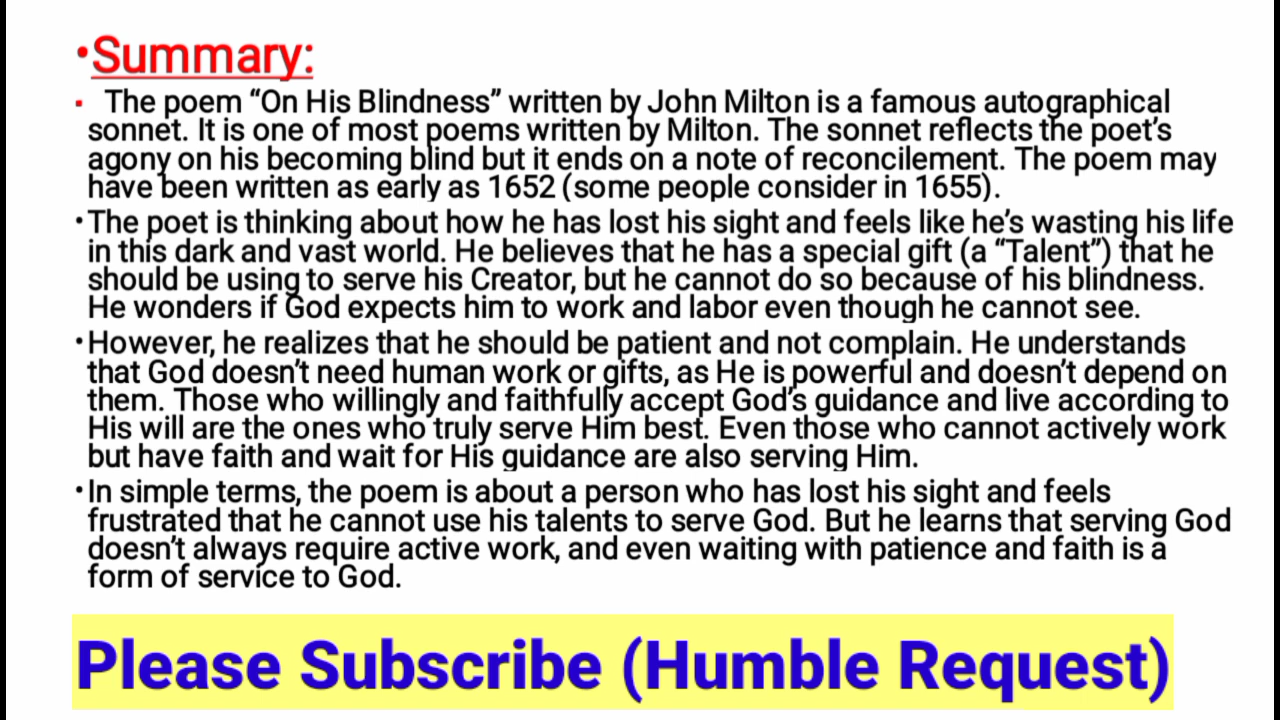 •Summary:
▪ The poem “On His Blindness” written by John Milton is a famous autographical
sonnet. It is one of most poems written by Milton. The sonnet reflects the poet’s
agony on his becoming blind but it ends on a note of reconcilement. The poem may
have been written as early as 1652 (some people consider in 1655).
•The poet is thinking about how he has lost his sight and feels like he’s wasting his life
in this dark and vast world. He believes that he has a special gift (a “Talent”) that he
should be using to serve his Creator, but he cannot do so because of his blindness.
He wonders if God expects him to work and labor even though he cannot see.
•However, he realizes that he should be patient and not complain. He understands
that God doesn’t need human work or gifts, as He is powerful and doesn’t depend on
them. Those who willingly and faithfully accept God’s guidance and live according to
His will are the ones who truly serve Him best. Even those who cannot actively work
but have faith and wait for His guidance are also serving Him.
•In simple terms, the poem is about a person who has lost his sight and feels
frustrated that he cannot use his talents to serve God. But he learns that serving God
doesn’t always require active work, and even waiting with patience and faith is a
form of service to God.
Please Subscribe (Humble Request)